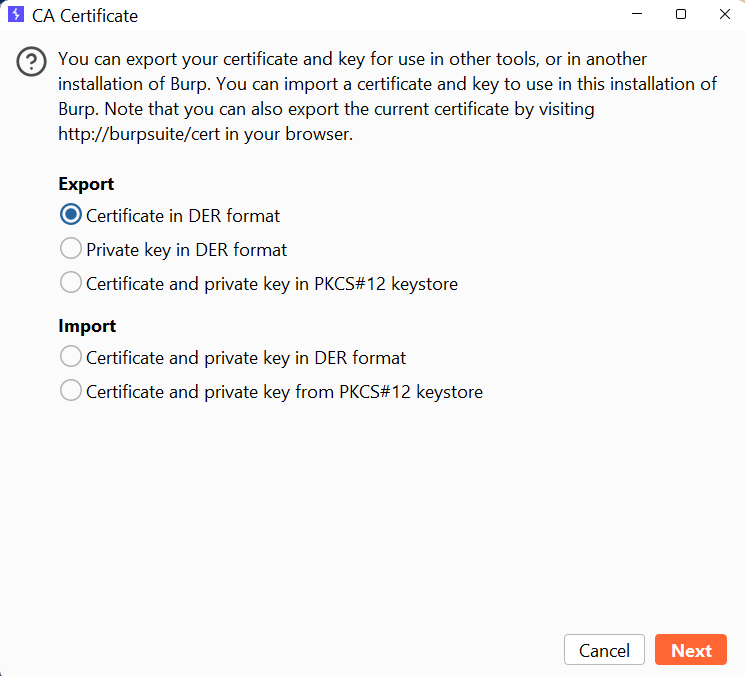 CA Certificate
You can export your certificate and key for use in other tools, or in another
installation of Burp. You can import a certificate and key to use in this installation of
Burp. Note that you can also export the current certificate by visiting
http://burpsuite/cert in your browser.
Export
Certificate in DER format
Private key in DER format
Certificate and private key in PKCS#12 keystore
Import
Certificate and private key in DER format
Certificate and private key from PKCS#12 keystore
Cancel Next